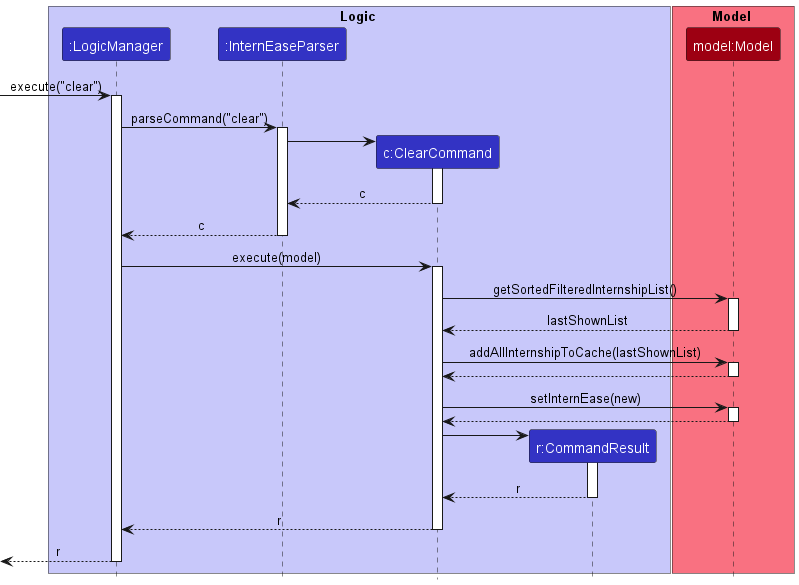 Logic
Model
:LogicManager
:InternEaseParser
model:Model
execute("clear")
parseCommand("clear")
c:ClearCommand
c
c
execute(model)
getSortedFilteredInternshipList()
lastShownList
addAllInternshipToCache(lastShownList)
setInternEase(new)
r:CommandResult
r
r
r